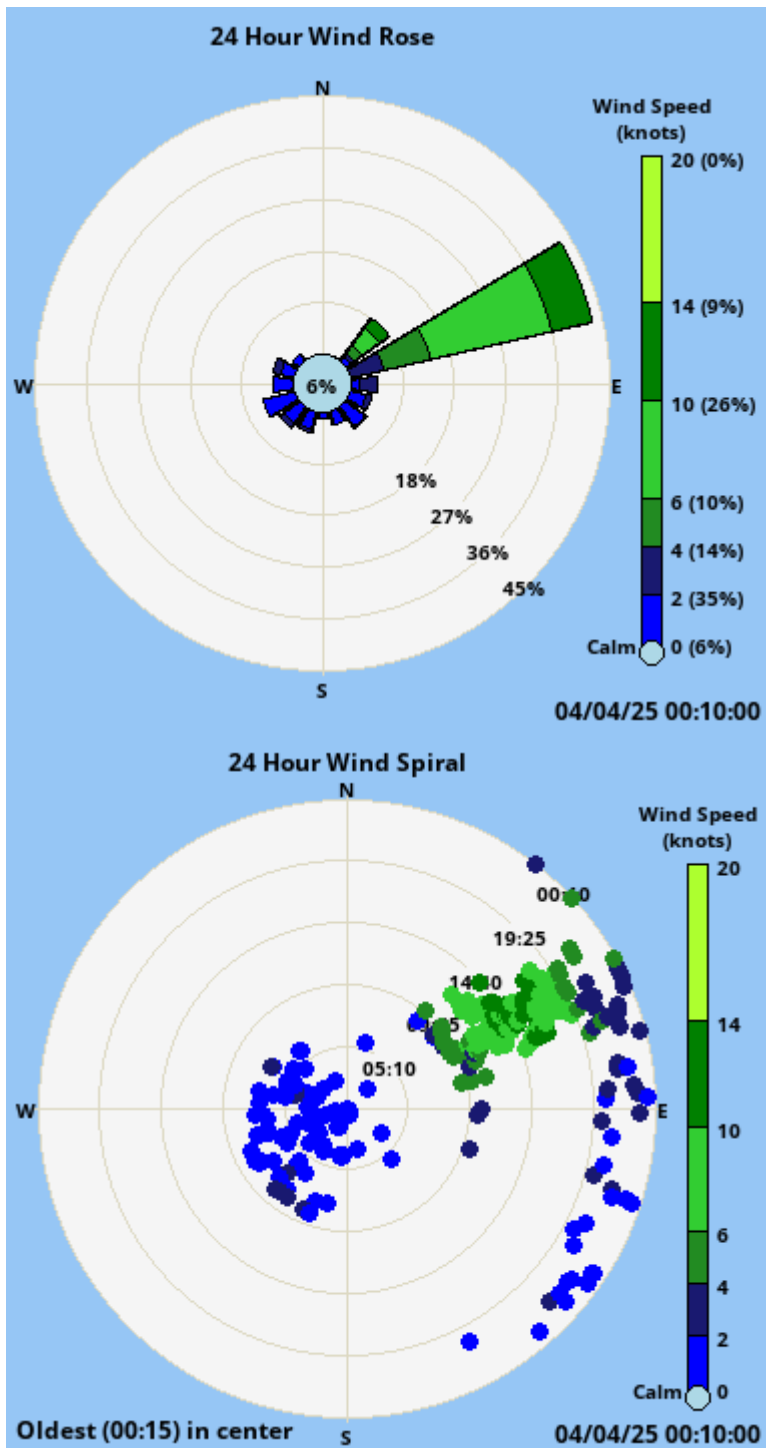 24 Hour Wind Rose
N
Wind Speed
(knots)
20 (0%)
14 (9%)
W
6%
E
10 (26%)
18%
6 (10%)
27%
36%
4 (14%)
45%
2 (35%)
Calm
0 (6%)
S
04/04/25 00:10:00
24 Hour Wind Spiral
N
Wind Speed
(knots)
20
19:25
14
05:10
W
E
10
6
4
2
Calm
0
Oldest (00:15) in center
S
04/04/25 00:10:00